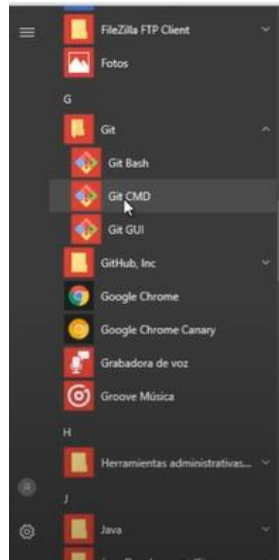 FileZilla FTP Client
Fotos
G
Git
Git Bash
Git CMD
Git GUI
GitHub, Inc
Google Chrome
Google Chrome Canary
Grabadora de voz
Groove Música
H
Herramientas administrativas...
J
Java